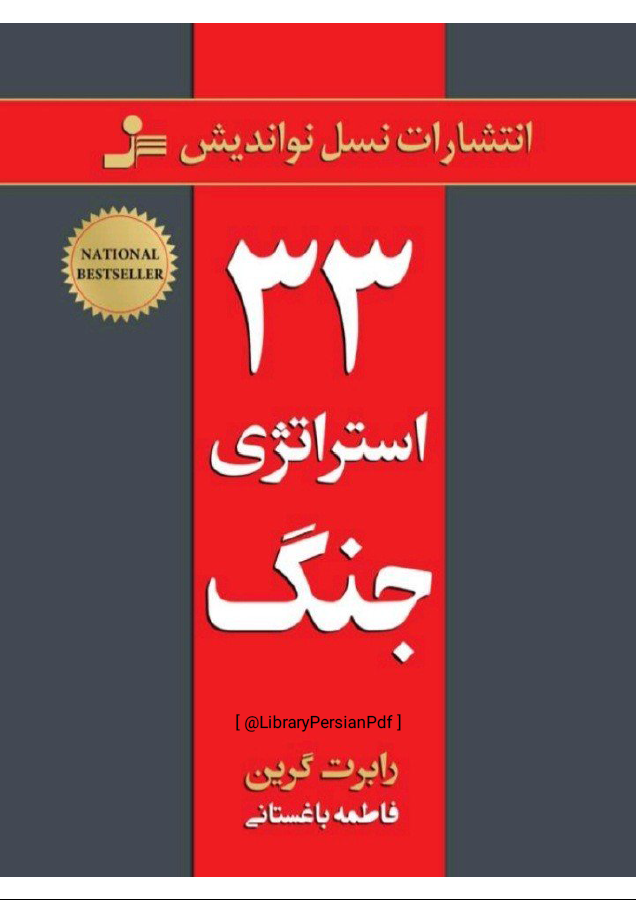 انتشارات نسل نواندیش
NATIONAL
BESTSELLER
۳۳
استراتژی
جنگ
[ @LibraryPersianPdf ]
رابرت گرین
فاطمه باغستانی